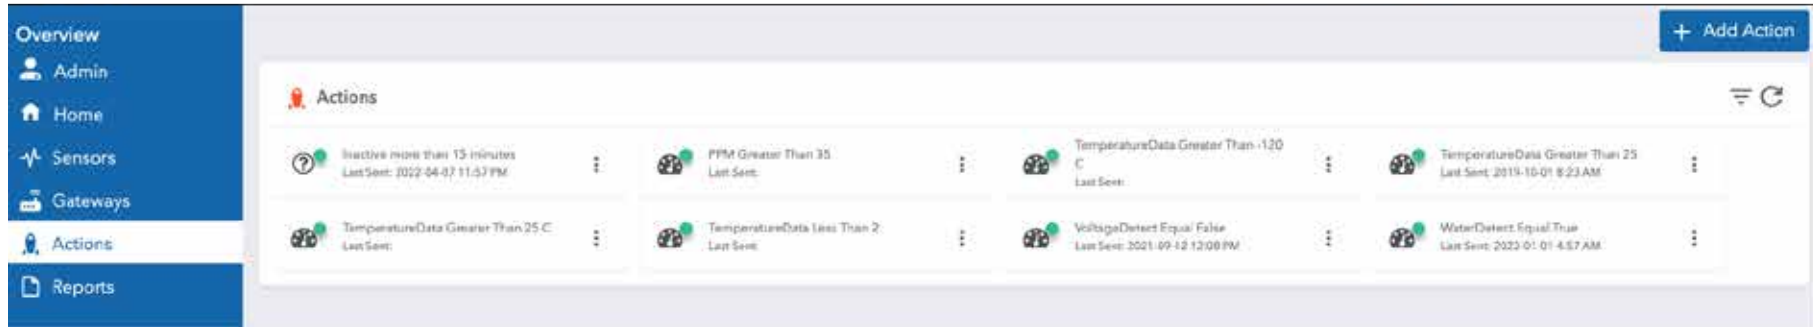 Overview
Admin
Home
Sensors
Gateways
Actions
Reports
+ Add Action
Actions
Inactive more than 15 minutes
Last Sent: 2022-04-07 11:57 PM
PPM Greater Than 35
Last Sent:
TemperatureData Greater Than -120
C
Last Sent:
TemperatureData Greater Than 25
Last Sent: 2019-10-01 8:23 AM
TemperatureData Greater Than 25 C
Last Sent:
TemperatureData Less Than 2
Last Sent:
VoltageDetect Equal False
Last Sent: 2021-09-12 12:08 PM
WaterDetect Equal True
Last Sent: 2022-01-01 4:57 AM